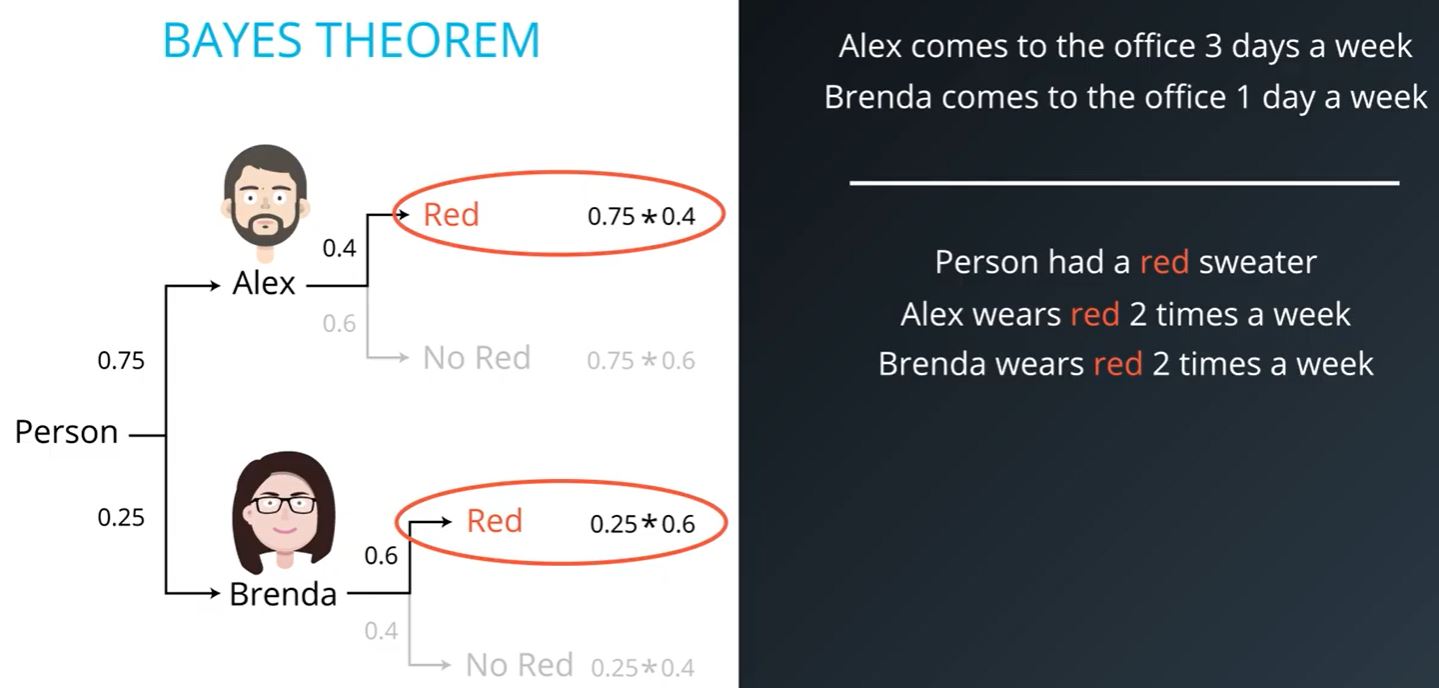 BAYES THEOREM
Alex comes to the office 3 days a week
Brenda comes to the office 1 day a week
Person had a red sweater
Alex wears red 2 times a week
Brenda wears red 2 times a week
Red 0.75 * 0.4
0.4
Alex
0.6
No Red 0.75 * 0.6
0.75
Person
0.25
Red 0.25 * 0.6
0.6
Brenda
0.4
No Red 0.25 * 0.4